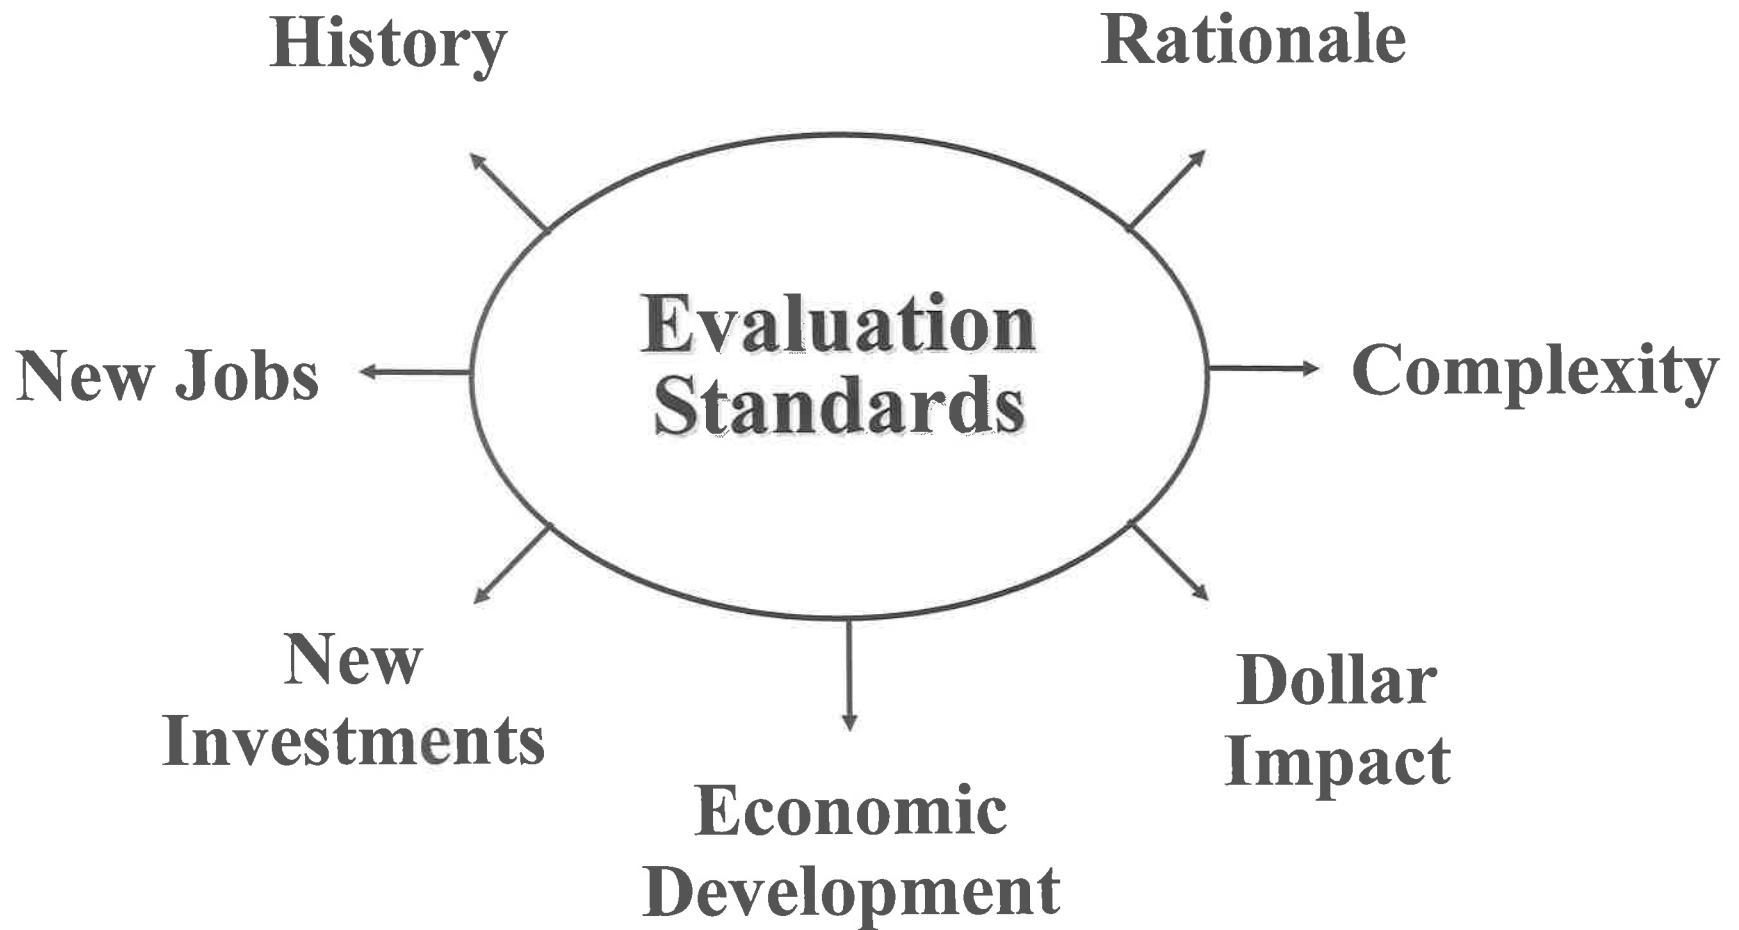 History
Rationale
Evaluation
Standards
New Jobs
Complexity
New
Investments
Dollar
Impact
Economic
Development